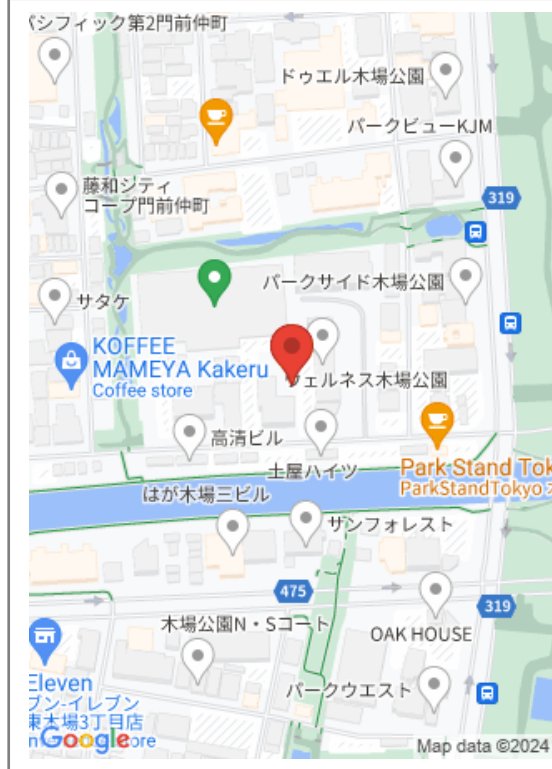 パシフィック第2門前仲町
ドゥエル木場公園
パークビューKJM
藤和シティ
コープ門前仲町
319
パークサイド木場公園
サタケ
KOFFEE
MAMEYA Kakeru
Coffee store
ウェルネス木場公園
高清ビル
土屋ハイツ
Park Stand Tok
ParkStandTokyo
はが木場三ビル
サンフォレスト
475
319
木場公園N・Sコート
OAK HOUSE
Eleven
ブン-イレブン
東木場3丁目店
パークウエスト
Google
Map data ©2024